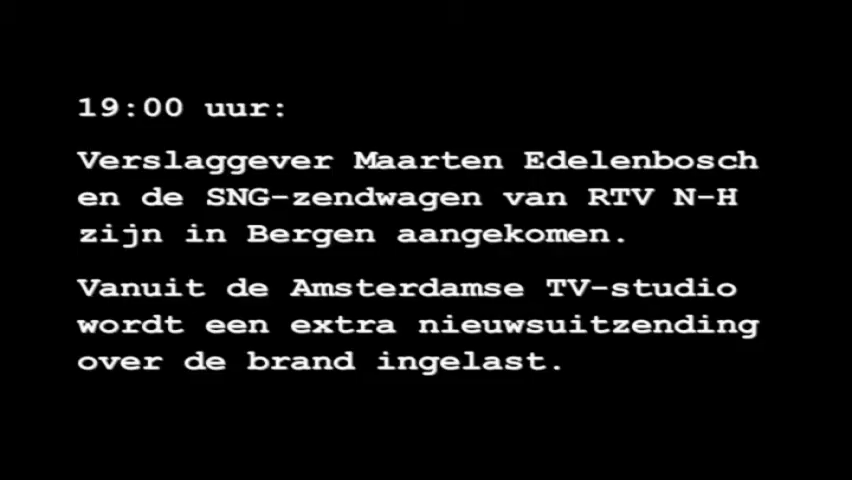 19:00 uur:
Verslaggever Maarten Edelenbosch
en de SNG-zendwagen van RTV N-H
zijn in Bergen aangekomen.
Vanuit de Amsterdamse TV-studio
wordt een extra nieuwsuitzending
over de brand ingelast.